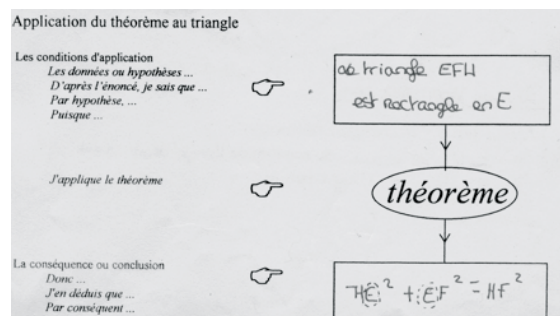 Application du théorème au triangle
Les conditions d'application
Les données ou hypothèses ...
D'après l'énoncé, je sais que ...
Par hypothèse, ...
Puisque ...
triangle EFH
est rectangle en E
J'applique le théorème
théorème
La conséquence ou conclusion
Donc ...
J'en déduis que ...
Par conséquent ...
HE² + EF² = HF²